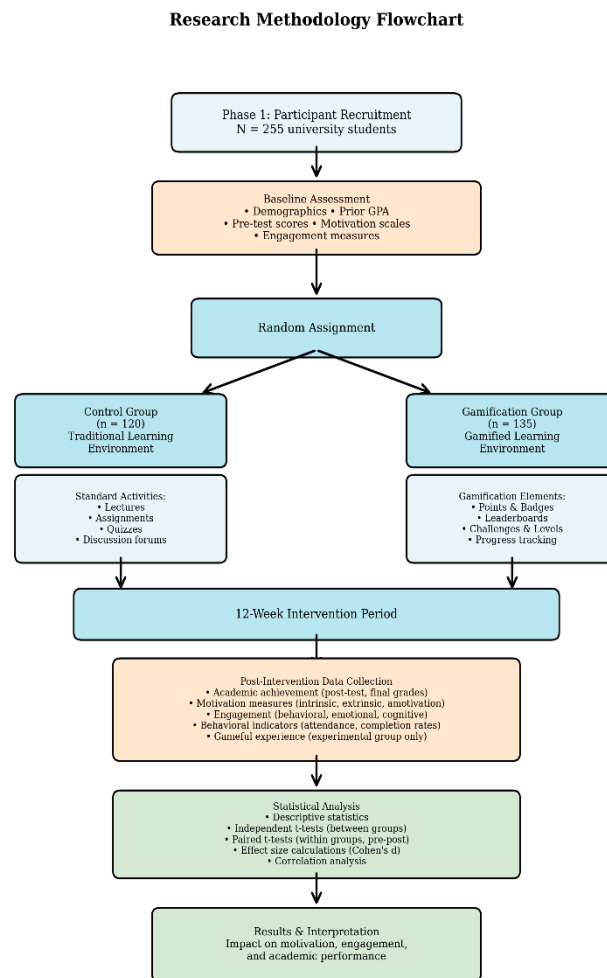 Research Methodology Flowchart
Phase 1: Participant Recruitment
N = 255 university students
Baseline Assessment
• Demographics • Prior GPA
• Pre-test scores • Motivation scales
• Engagement measures
Random Assignment
Control Group
(n = 120)
Traditional Learning
Environment
Gamification Group
(n = 135)
Gamified Learning
Environment
Standard Activities:
• Lectures
• Assignments
• Quizzes
• Discussion forums
Gamification Elements:
• Points & Badges
• Leaderboards
• Challenges & Levels
• Progress tracking
12-Week Intervention Period
Post-Intervention Data Collection
• Academic achievement (post-test, final grades)
• Motivation measures (intrinsic, extrinsic, amotivation)
• Engagement (behavioral, emotional, cognitive)
• Behavioral indicators (attendance, completion rates)
• Gameful experience (experimental group only)
Statistical Analysis
• Descriptive statistics
• Independent t-tests (between groups)
• Paired t-tests (within groups, pre-post)
• Effect size calculations (Cohen's d)
• Correlation analysis
Results & Interpretation
Impact on motivation, engagement,
and academic performance